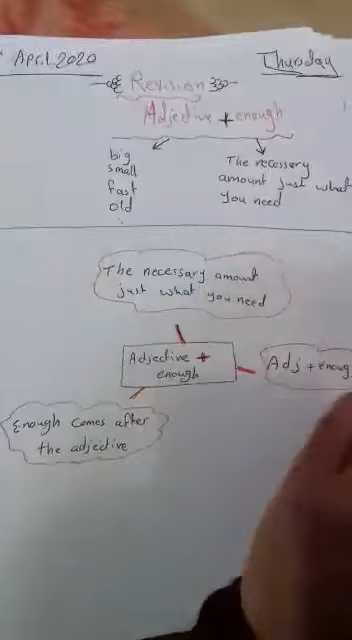 April 2020
Thursday
Revision
Adjective + enough
big
small
fast
old
The necessary
amount just what
you need
The necessary amount
just what you need
Adjective +
enough
Adj + enoug
Enough comes after
the adjective